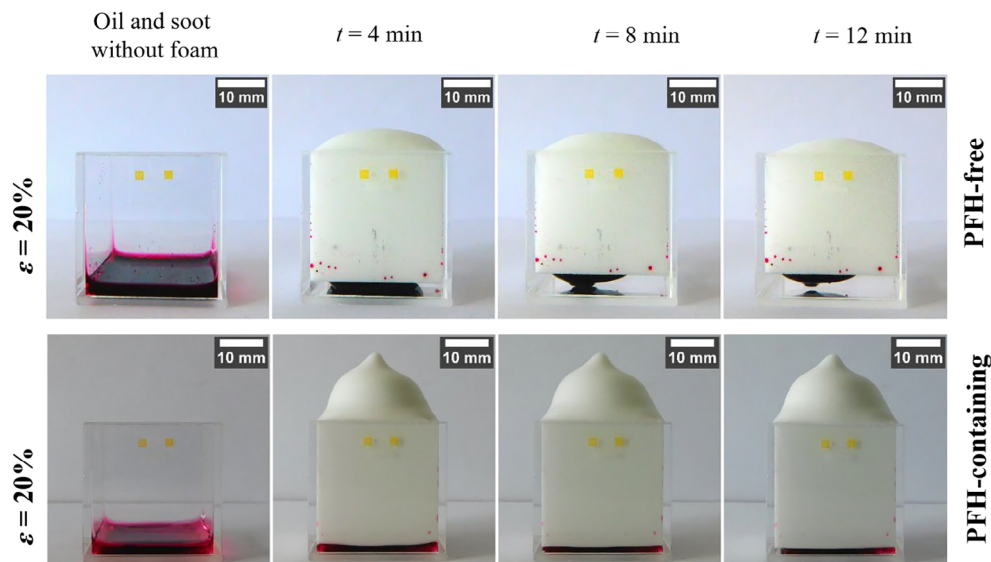 Oil and soot
without foam
t = 4 min
t = 8 min
t = 12 min
10 mm
10 mm
10 mm
10 mm
ε = 20%
PFH-free
10 mm
10 mm
10 mm
10 mm
ε = 20%
PFH-containing